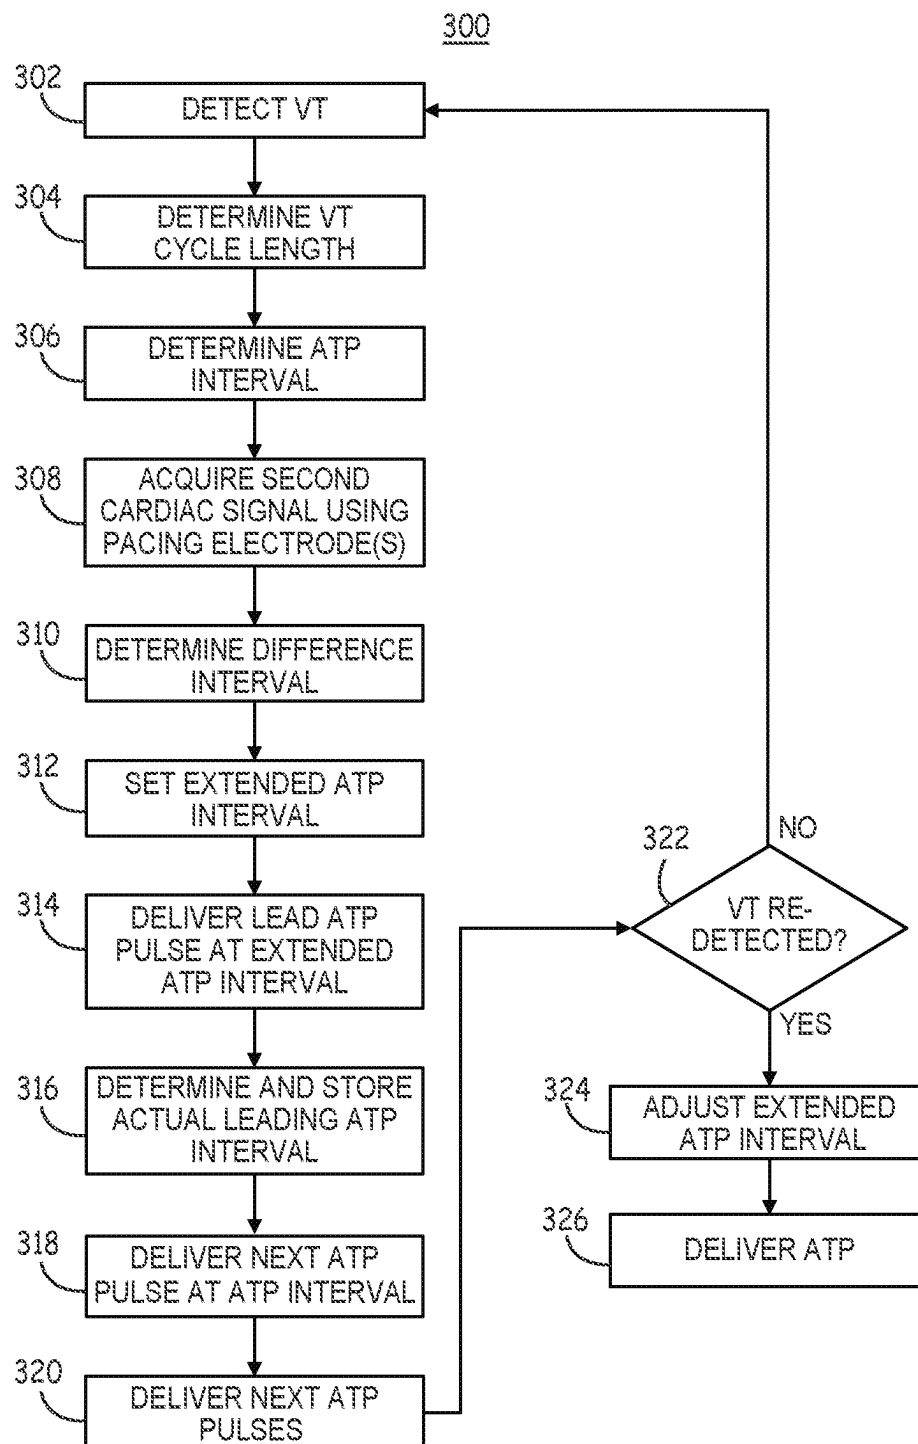 300
302
DETECT VT
304
DETERMINE VT
CYCLE LENGTH
306
DETERMINE ATP
INTERVAL
308
ACQUIRE SECOND
CARDIAC SIGNAL USING
PACING ELECTRODE(S)
310
DETERMINE DIFFERENCE
INTERVAL
312
SET EXTENDED ATP
INTERVAL
314
DELIVER LEAD ATP
PULSE AT EXTENDED
ATP INTERVAL
316
DETERMINE AND STORE
ACTUAL LEADING ATP
INTERVAL
318
DELIVER NEXT ATP
PULSE AT ATP INTERVAL
320
DELIVER NEXT ATP
PULSES
322
NO
VT RE-
DETECTED?
YES
324
ADJUST EXTENDED
ATP INTERVAL
326
DELIVER ATP